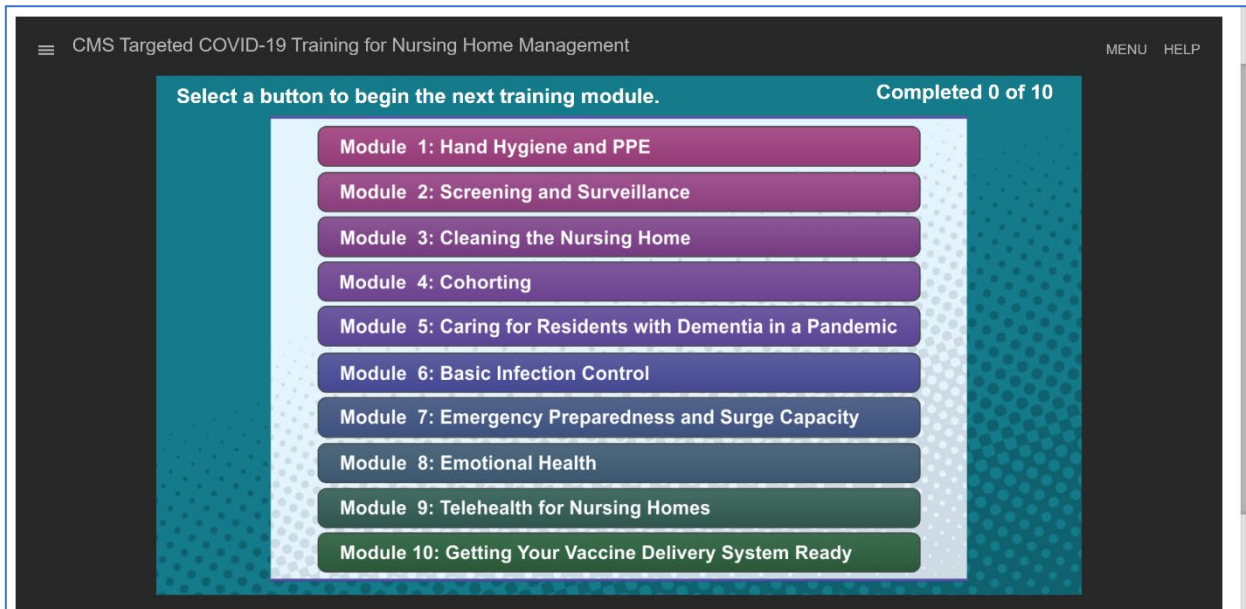 CMS Targeted COVID-19 Training for Nursing Home Management
MENU HELP
Select a button to begin the next training module.
Completed 0 of 10
Module 1: Hand Hygiene and PPE
Module 2: Screening and Surveillance
Module 3: Cleaning the Nursing Home
Module 4: Cohorting
Module 5: Caring for Residents with Dementia in a Pandemic
Module 6: Basic Infection Control
Module 7: Emergency Preparedness and Surge Capacity
Module 8: Emotional Health
Module 9: Telehealth for Nursing Homes
Module 10: Getting Your Vaccine Delivery System Ready